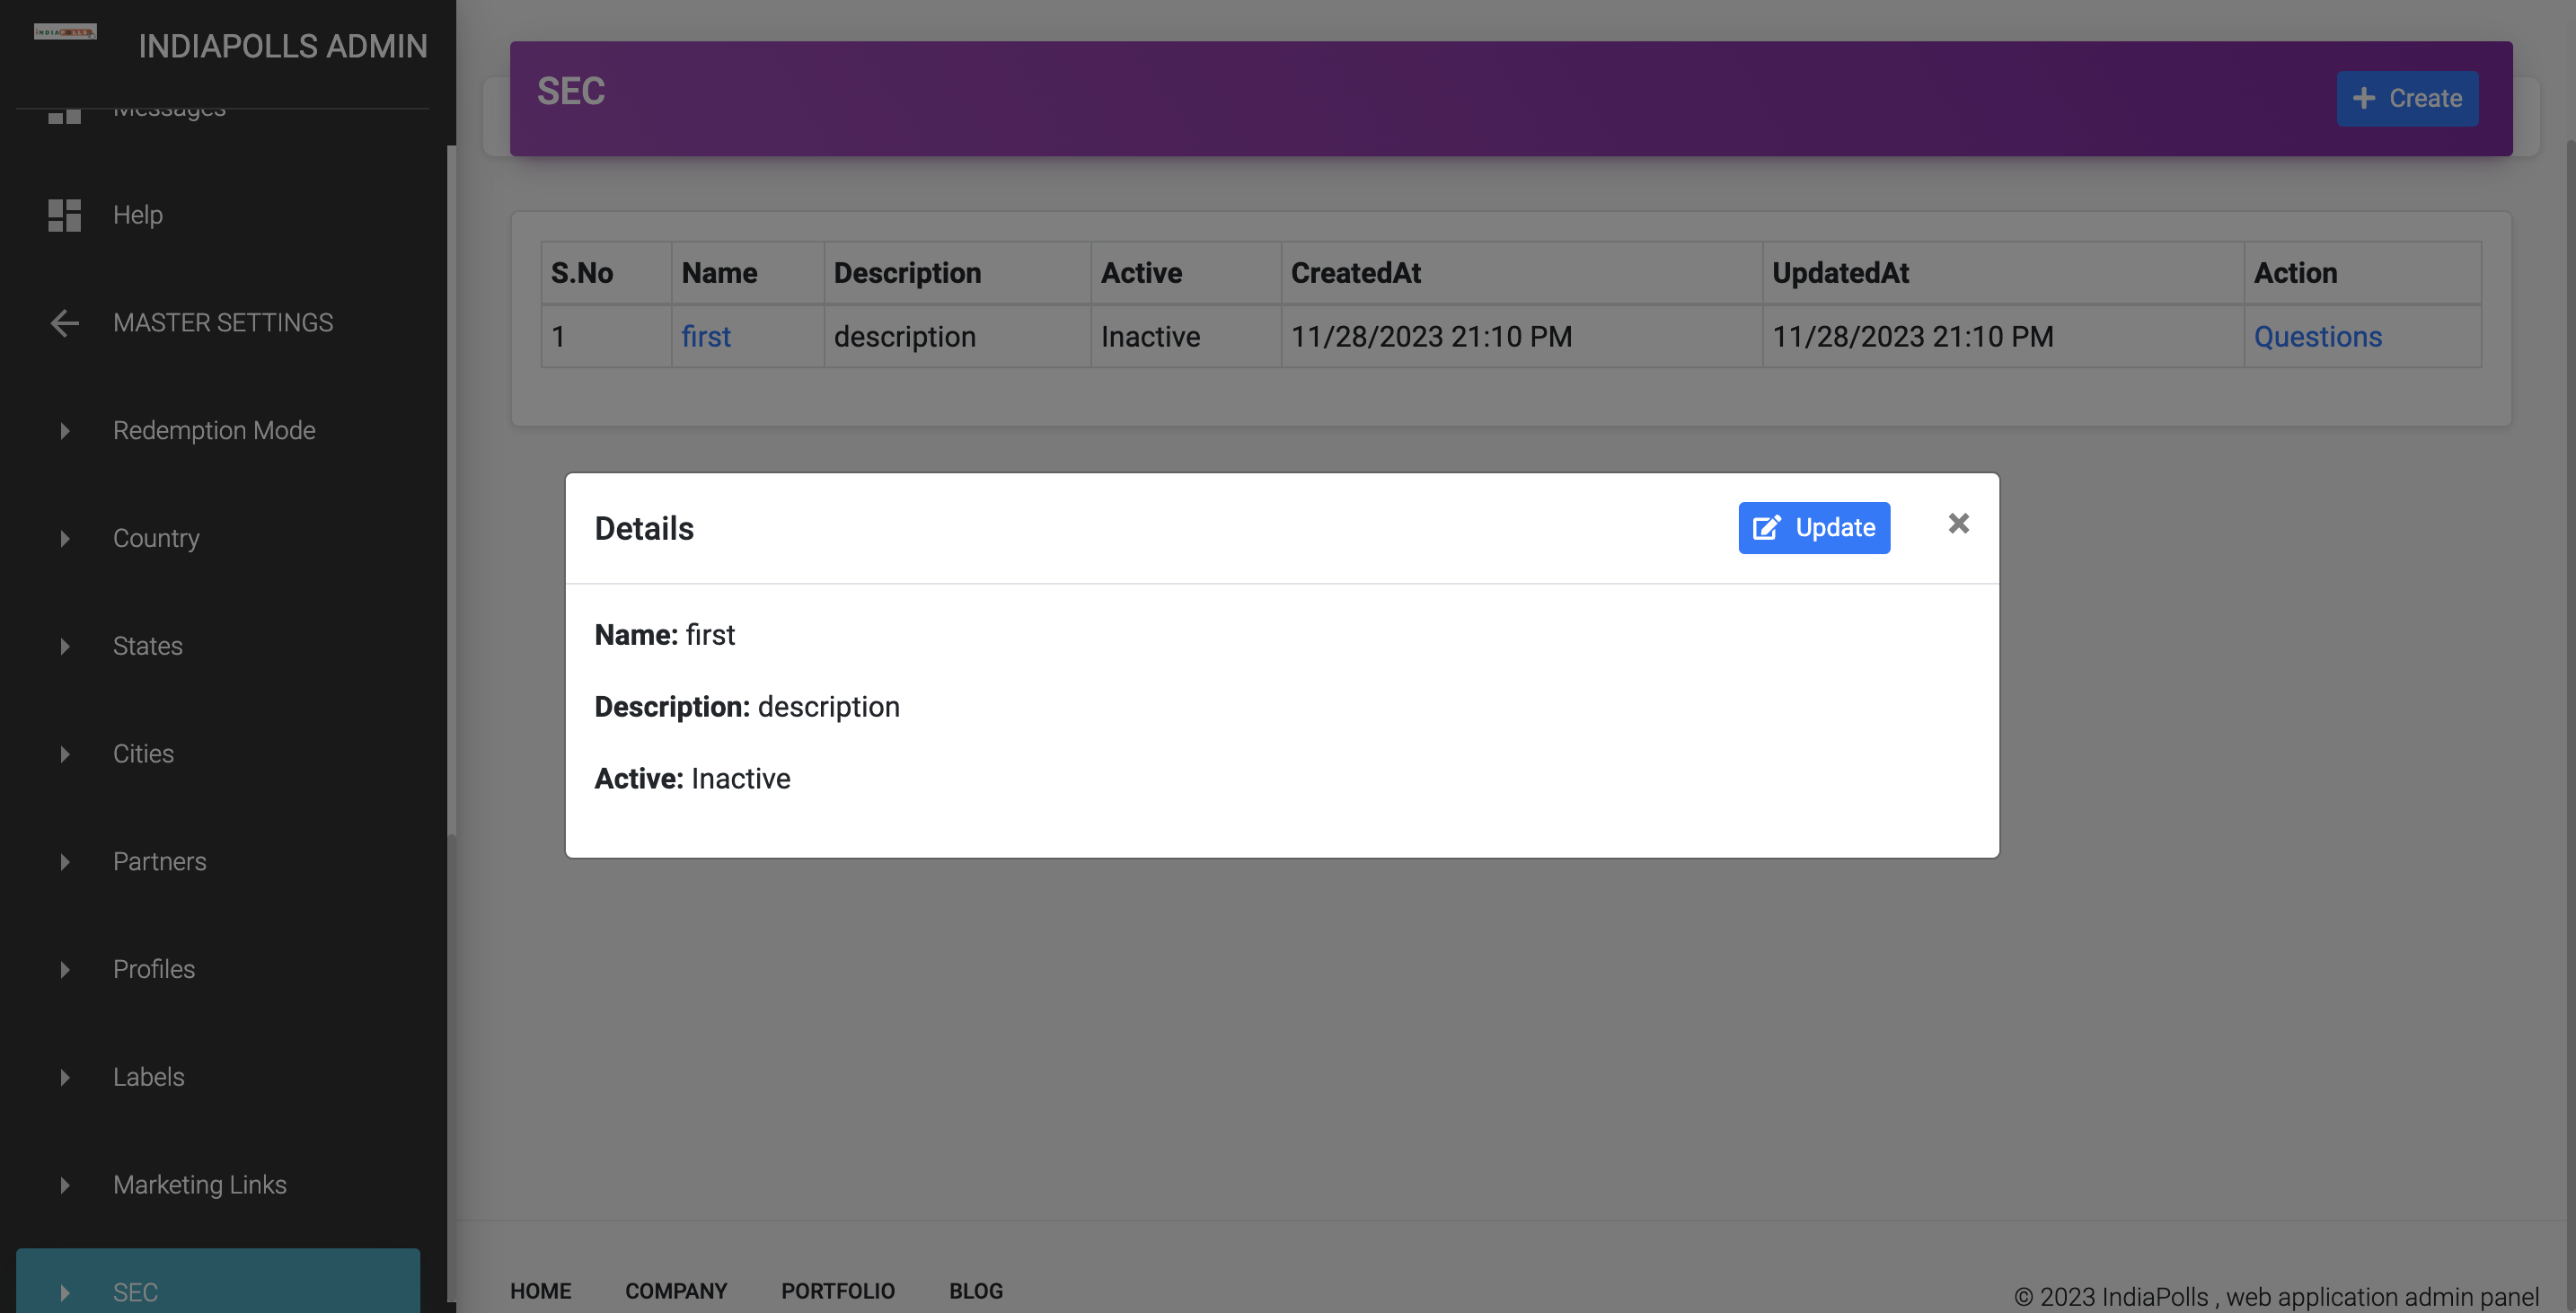 INDIAPOLLS
INDIAPOLLS ADMIN
Messages
Help
MASTER SETTINGS
Redemption Mode
Country
States
Cities
Partners
Profiles
Labels
Marketing Links
SEC
SEC
Create
S.No Name Description Active CreatedAt UpdatedAt Action
1 first description Inactive 11/28/2023 21:10 PM 11/28/2023 21:10 PM Questions
Details
Update
Name: first
Description: description
Active: Inactive
HOME COMPANY PORTFOLIO BLOG
© 2023 IndiaPolls , web application admin panel